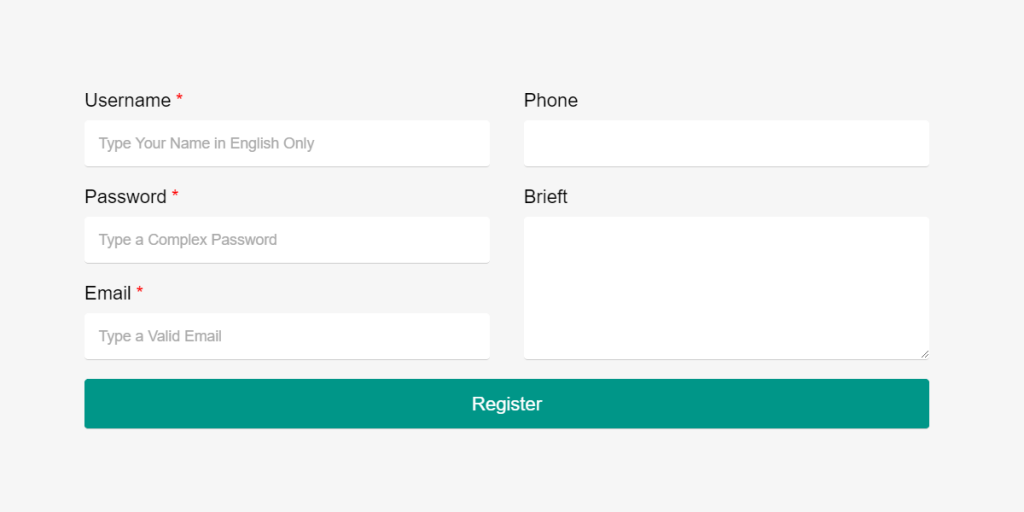 Username *
Type Your Name in English Only
Password *
Type a Complex Password
Email *
Type a Valid Email
Phone
Brieft
Register